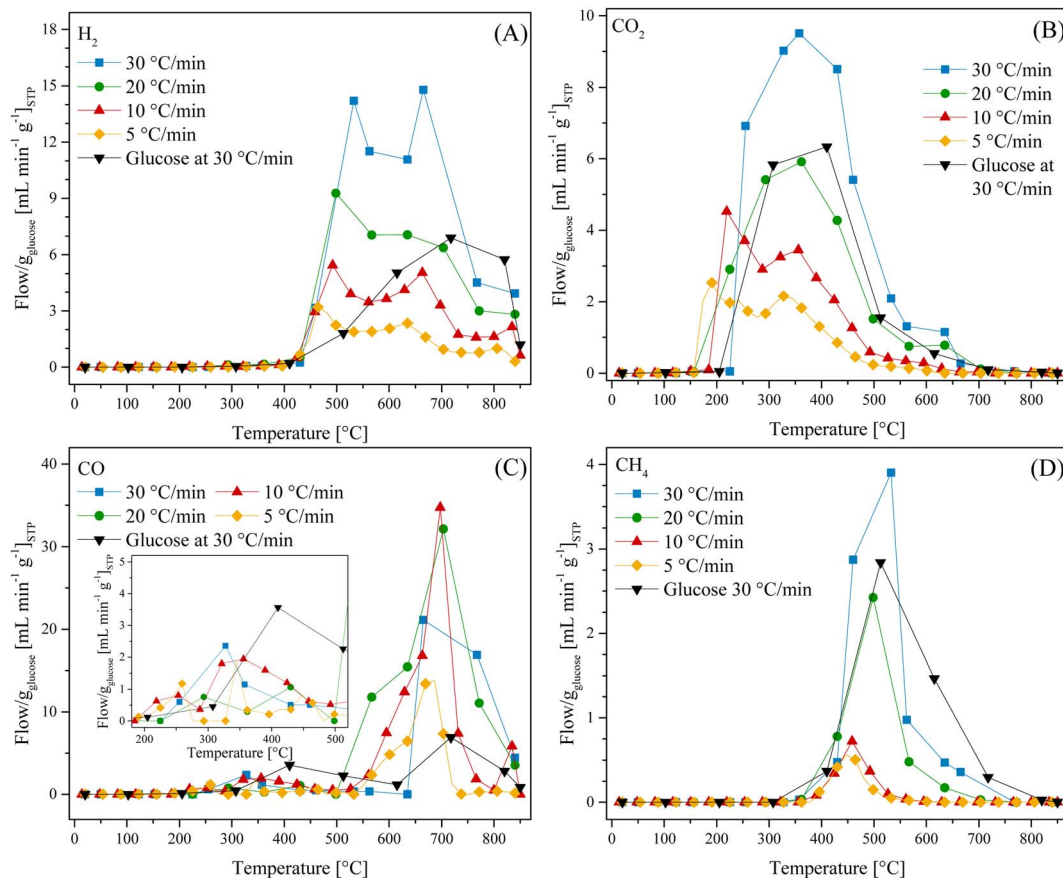 H2
(A)
30 °C/min
20 °C/min
10 °C/min
5 °C/min
Glucose at 30 °C/min
18
15
12
9
6
3
0
Flow/gglucose [mL min-1 g-1]STP
0 100 200 300 400 500 600 700 800
Temperature [°C]
CO2
(B)
30 °C/min
20 °C/min
10 °C/min
5 °C/min
Glucose at
30 °C/min
10
8
6
4
2
0
Flow/gglucose [mL min-1 g-1]STP
0 100 200 300 400 500 600 700 800
Temperature [°C]
CO
(C)
30 °C/min
10 °C/min
20 °C/min
5 °C/min
Glucose at 30 °C/min
40
30
20
10
0
Flow/gglucose [mL min-1 g-1]STP
5
4
3
2
1
0
Flow/gglucose [mL min-1 g-1]STP
200 300 400 500
Temperature [°C]
0 100 200 300 400 500 600 700 800
Temperature [°C]
CH4
(D)
30 °C/min
20 °C/min
10 °C/min
5 °C/min
Glucose 30 °C/min
4
3
2
1
0
Flow/gglucose [mL min-1 g-1]STP
0 100 200 300 400 500 600 700 800
Temperature [°C]